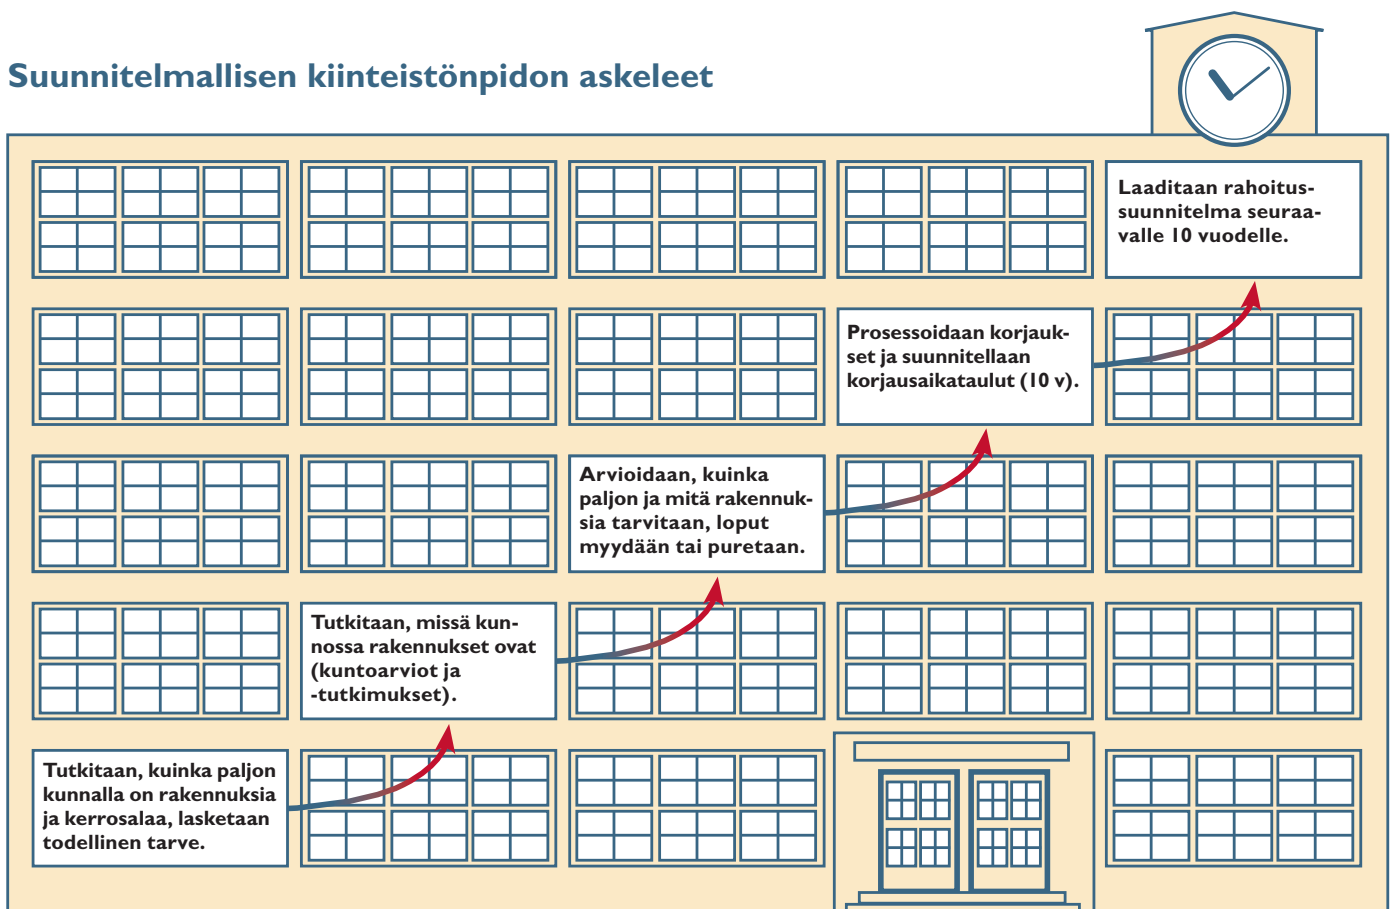 Suunnitelmallisen kiinteistönpidon askeleet
Laaditaan rahoitus-
suunnitelma seuraa-
valle 10 vuodelle.
Prosessoidaan korjauk-
set ja suunnitellaan
korjausaikataulut (10 v).
Arvioidaan, kuinka
paljon ja mitä rakennuk-
sia tarvitaan, loput
myydään tai puretaan.
Tutkitaan, missä kun-
nossa rakennukset ovat
(kuntoarviot ja
-tutkimukset).
Tutkitaan, kuinka paljon
kunnalla on rakennuksia
ja kerrosalaa, lasketaan
todellinen tarve.